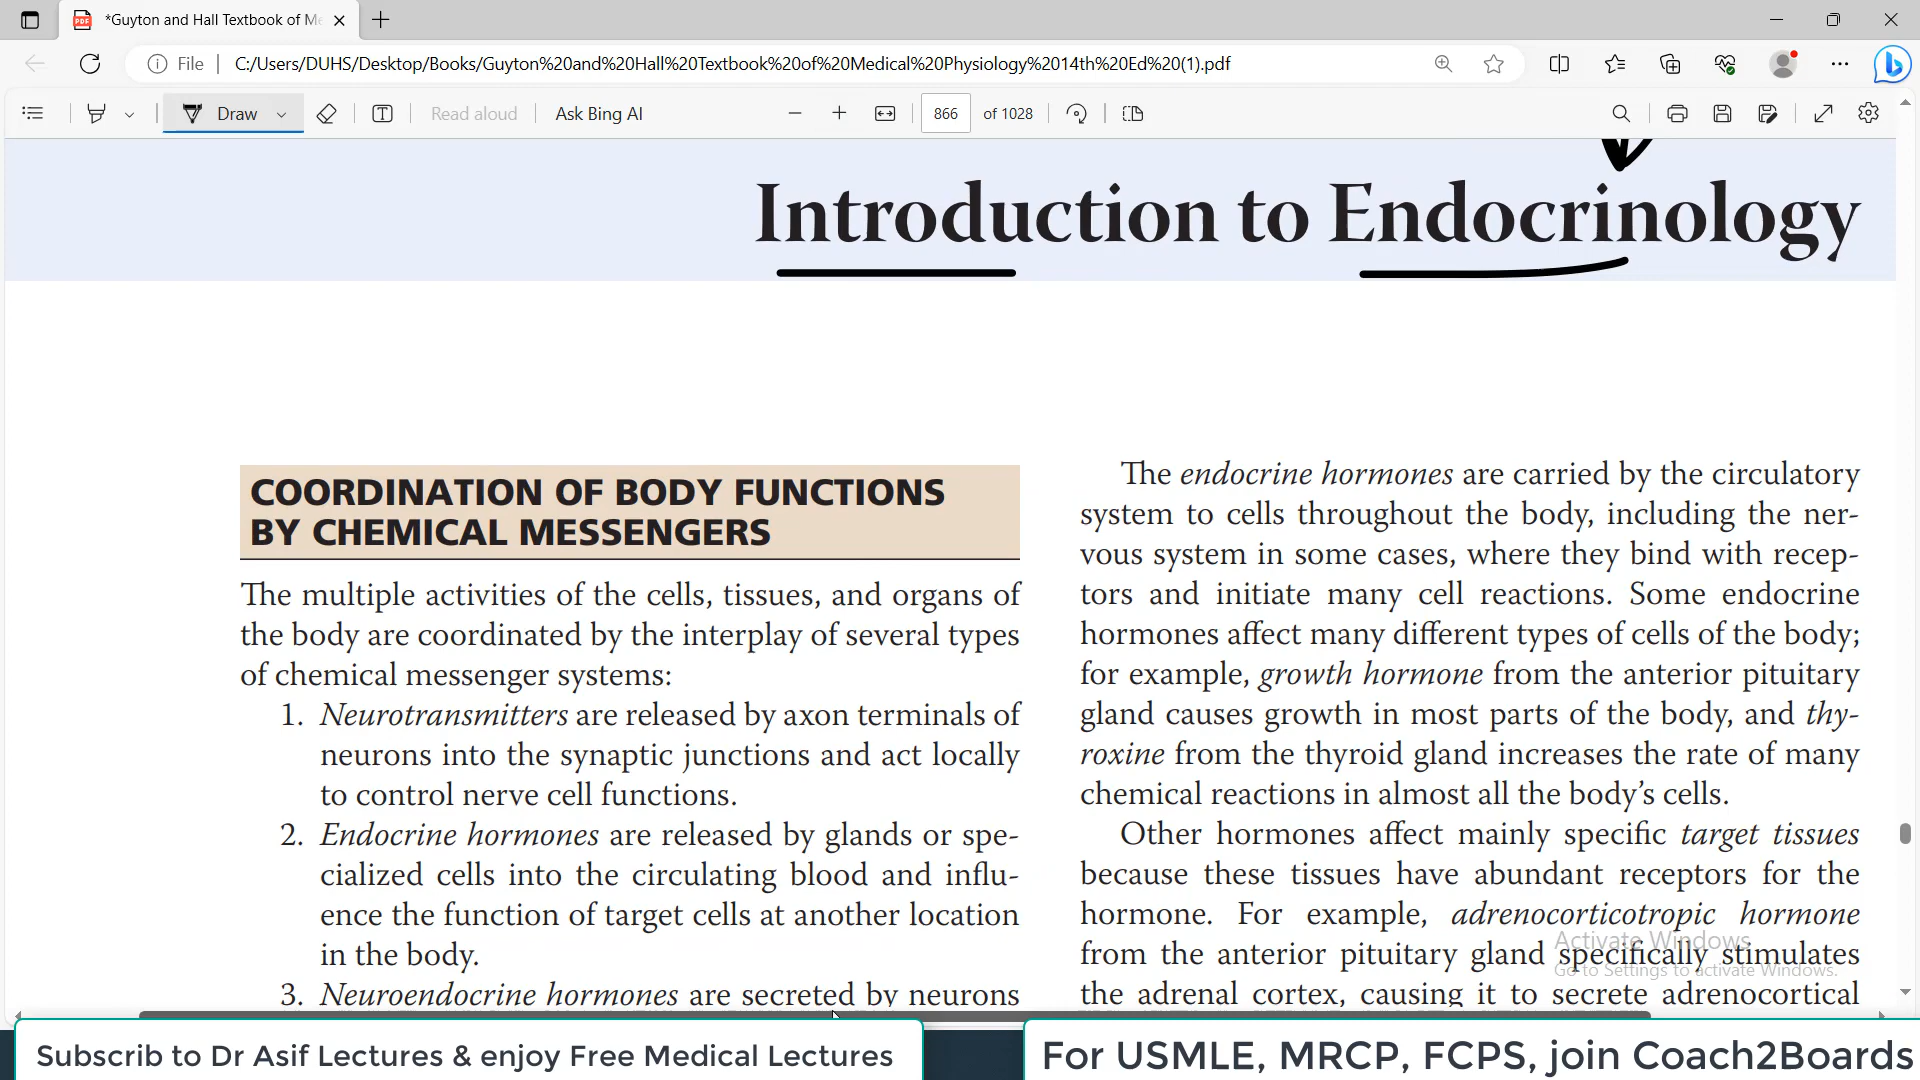 *Guyton and Hall Textbook of Me
File
C:/Users/DUHS/Desktop/Books/Guyton%20and%20Hall%20Textbook%20of%20Medical%20Physiology%2014th%20Ed%20(1).pdf
Draw
Read aloud
Ask Bing AI
866 of 1028
Introduction to Endocrinology
COORDINATION OF BODY FUNCTIONS
BY CHEMICAL MESSENGERS
The multiple activities of the cells, tissues, and organs of
the body are coordinated by the interplay of several types
of chemical messenger systems:
1. Neurotransmitters are released by axon terminals of
neurons into the synaptic junctions and act locally
to control nerve cell functions.
2. Endocrine hormones are released by glands or spe-
cialized cells into the circulating blood and influ-
ence the function of target cells at another location
in the body.
3. Neuroendocrine hormones are secreted by neurons
The endocrine hormones are carried by the circulatory
system to cells throughout the body, including the ner-
vous system in some cases, where they bind with recep-
tors and initiate many cell reactions. Some endocrine
hormones affect many different types of cells of the body;
for example, growth hormone from the anterior pituitary
gland causes growth in most parts of the body, and thy-
roxine from the thyroid gland increases the rate of many
chemical reactions in almost all the body's cells.
Other hormones affect mainly specific target tissues
because these tissues have abundant receptors for the
hormone. For example, adrenocorticotropic hormone
from the anterior pituitary gland specifically stimulates
the adrenal cortex, causing it to secrete adrenocortical
Activate Windows
Go to Settings to activate Windows.
Subscrib to Dr Asif Lectures & enjoy Free Medical Lectures
For USMLE, MRCP, FCPS, join Coach2Boards